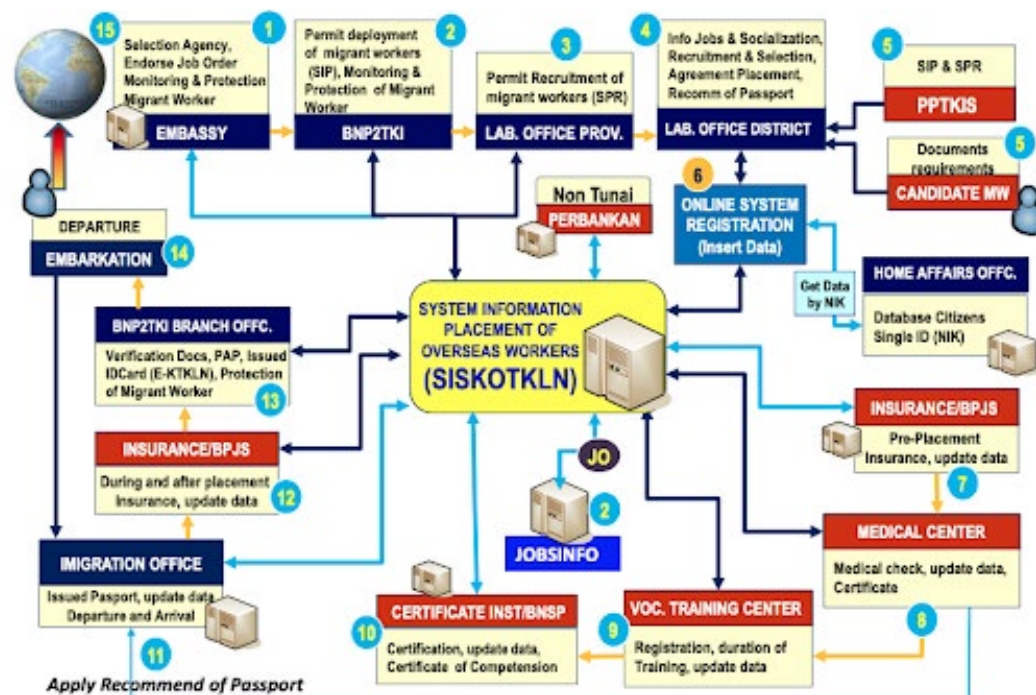 15
1
Selection Agency,
Endorse Job Order
Monitoring & Protection
Migrant Worker
EMBASSY
2
Permit deployment
of migrant workers
(SIP), Monitoring &
Protection of Migrant
Worker
BNP2TKI
3
Permit Recruitment of
migrant workers (SPR)
LAB. OFFICE PROV.
4
Info Jobs & Socialization,
Recruitment & Selection,
Agreement Placement,
Recomm of Passport
LAB. OFFICE DISTRICT
5
SIP & SPR
PPTKIS
5
Documents
requirements
CANDIDATE MW
6
ONLINE SYSTEM
REGISTRATION
(Insert Data)
Non Tunai
PERBANKAN
Get Data
by NIK
HOME AFFAIRS OFFC.
Database Citizens
Single ID (NIK)
DEPARTURE
EMBARKATION
14
BNP2TKI BRANCH OFFC.
Verification Docs, PAP, Issued
IDCard (E-KTKLN), Protection
of Migrant Worker
13
SYSTEM INFORMATION
PLACEMENT OF
OVERSEAS WORKERS
(SISKOTKLN)
INSURANCE/BPJS
Pre-Placement
Insurance, update data
7
INSURANCE/BPJS
During and after placement
Insurance, update data
12
JO
2
JOBSINFO
MEDICAL CENTER
Medical check, update data,
Certificate
8
IMIGRATION OFFICE
Issued Pasport, update data
Departure and Arrival
11
CERTIFICATE INST/BNSP
10
Certification, update data,
Certificate of Competension
VOC. TRAINING CENTER
9
Registration, duration of
Training, update data
Apply Recommend of Passport